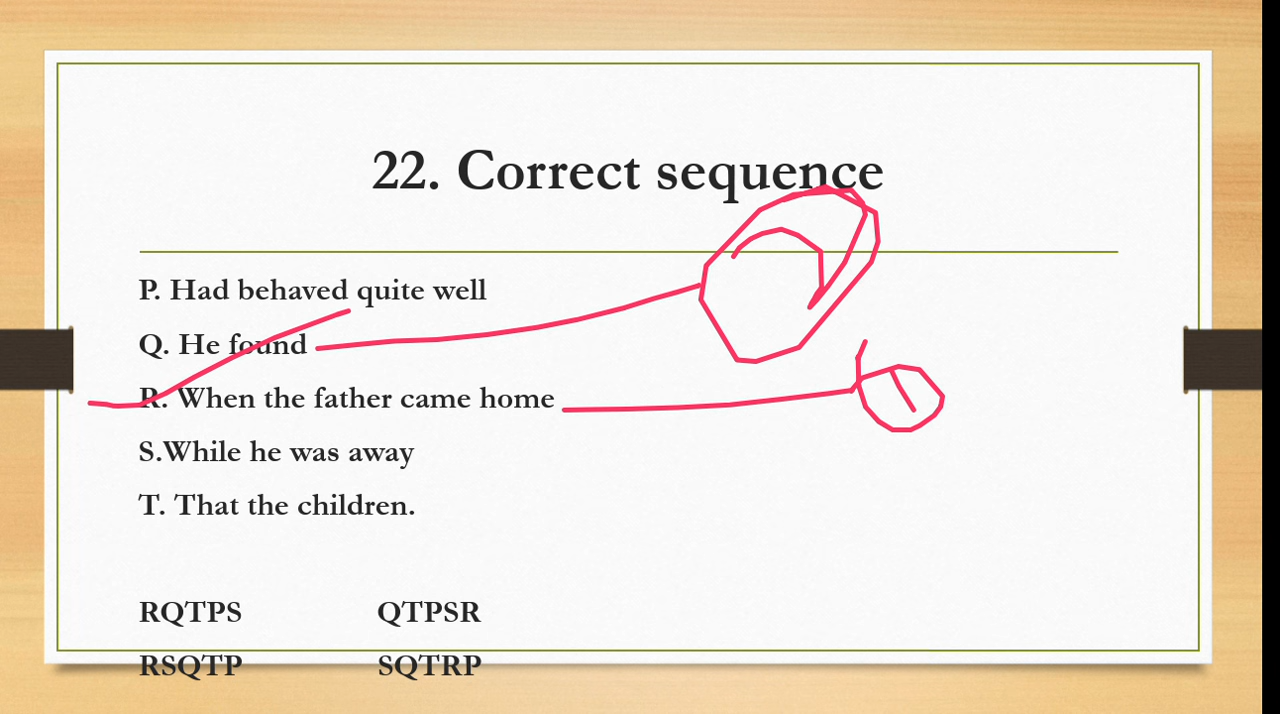 22. Correct sequence
P. Had behaved quite well
Q. He found
R. When the father came home
S.While he was away
T. That the children.
RQTPS QTPSR
RSQTP SQTRP